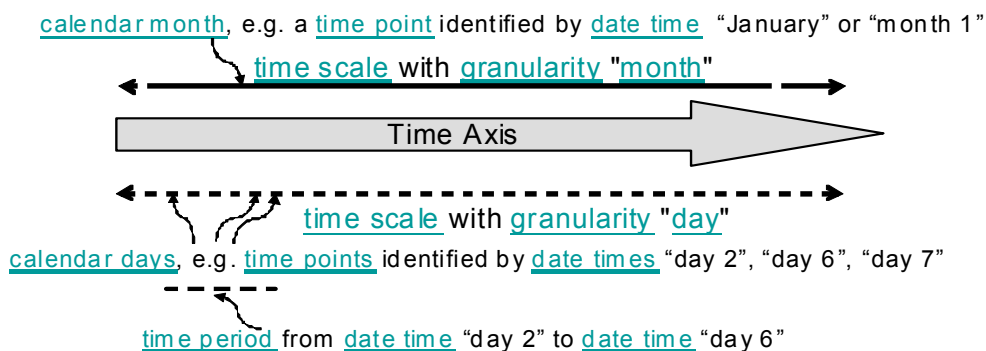 calendar month, e.g. a time point identified by date time “January” or “month 1”
time scale with granularity "month"
Time Axis
time scale with granularity "day"
calendar days, e.g. time points identified by date times “day 2”, “day 6”, “day 7”
time period from date time “day 2” to date time “day 6”